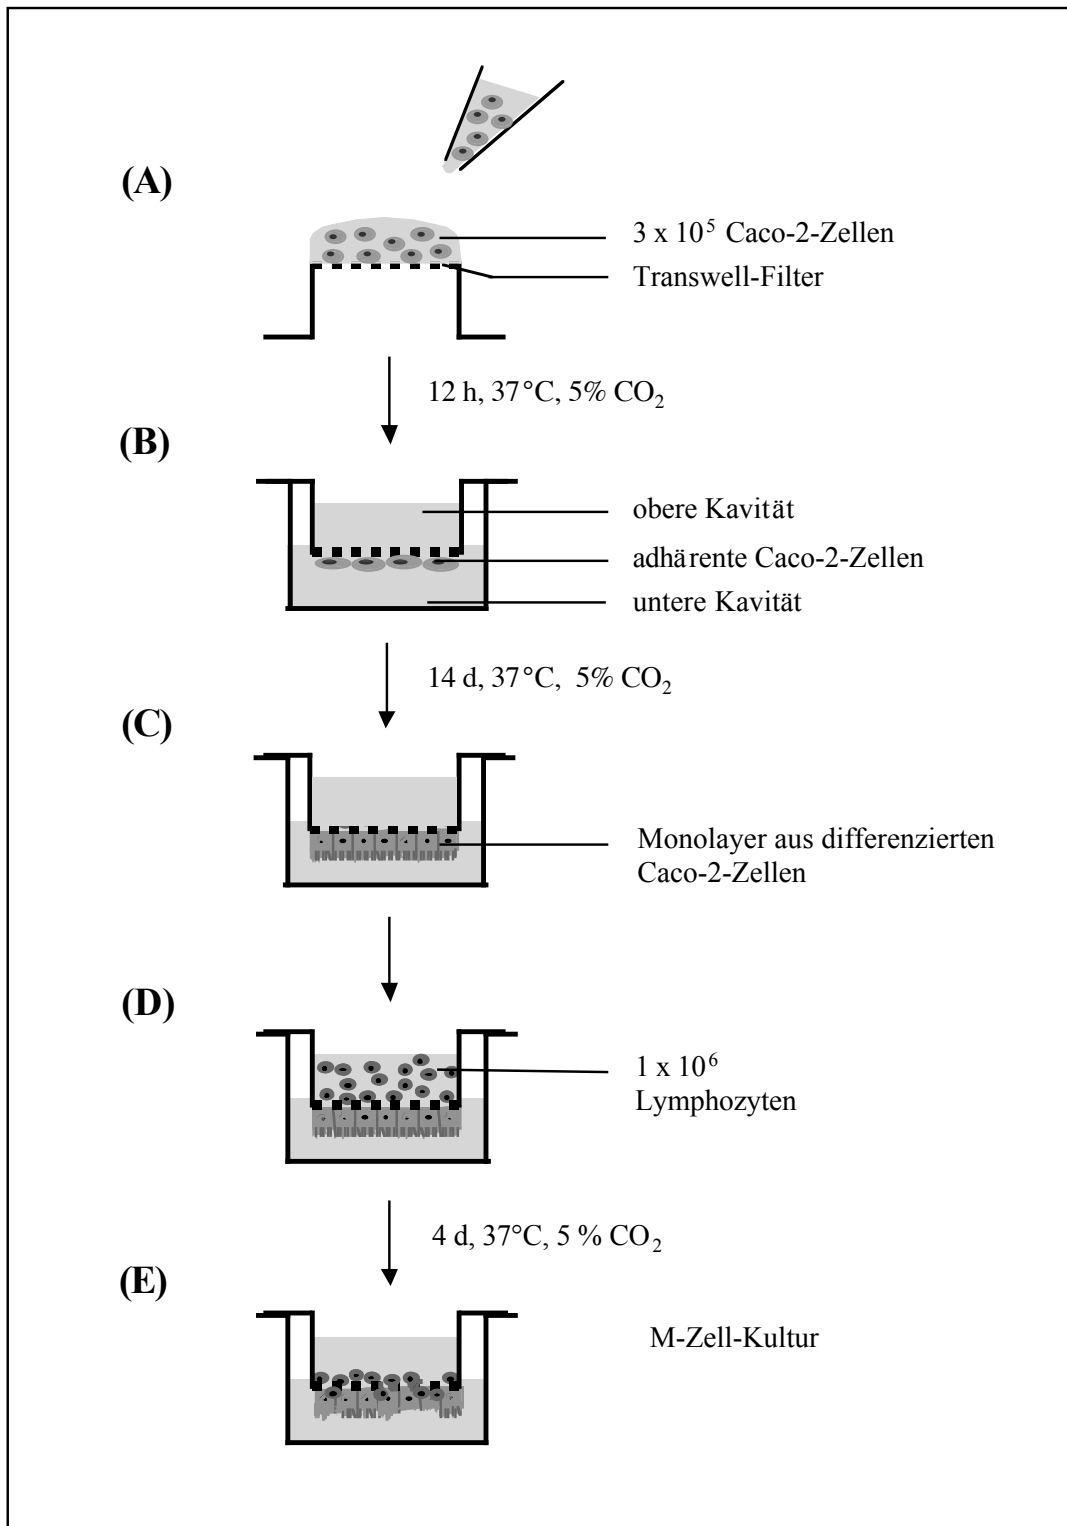 (A)
3 x 10⁵ Caco-2-Zellen
Transwell-Filter
12 h, 37°C, 5% CO₂
(B)
obere Kavität
adhärente Caco-2-Zellen
untere Kavität
14 d, 37°C, 5% CO₂
(C)
Monolayer aus differenzierten
Caco-2-Zellen
(D)
1 x 10⁶
Lymphozyten
4 d, 37°C, 5 % CO₂
(E)
M-Zell-Kultur